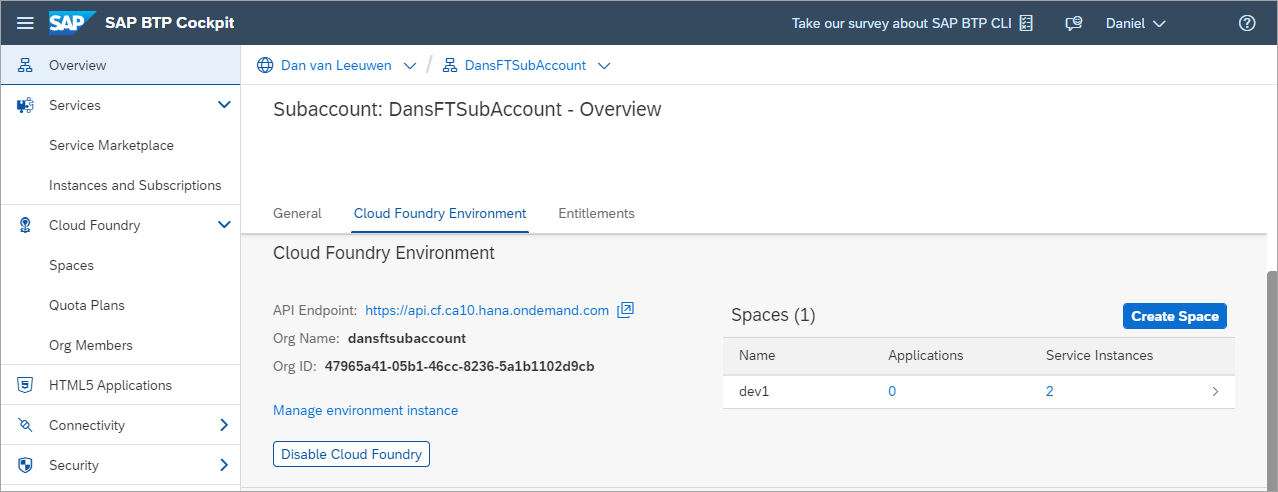 SAP SAP BTP Cockpit Take our survey about SAP BTP CLI Daniel
Overview
Services
Service Marketplace
Instances and Subscriptions
Cloud Foundry
Spaces
Quota Plans
Org Members
HTML5 Applications
Connectivity
Security
Dan van Leeuwen / DansFTSubAccount
Subaccount: DansFTSubAccount - Overview
General Cloud Foundry Environment Entitlements
Cloud Foundry Environment
API Endpoint: https://api.cf.ca10.hana.ondemand.com
Org Name: dansftsubaccount
Org ID: 47965a41-05b1-46cc-8236-5a1b1102d9cb
Manage environment instance
Disable Cloud Foundry
Spaces (1) Create Space
Name Applications Service Instances
dev1 0 2